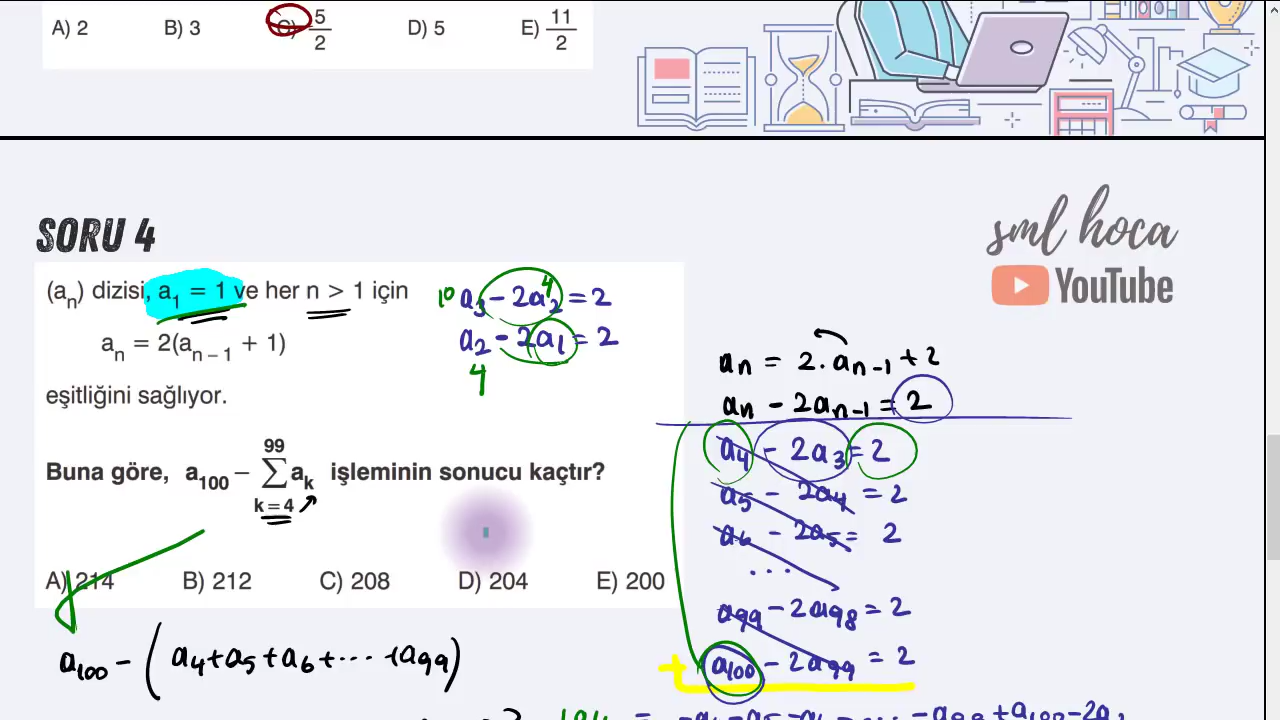 A) 2 B) 3 C) 5/2 D) 5 E) 11/2
SORU 4
sml hoca
YouTube
(aₙ) dizisi, a₁ = 1 ve her n > 1 için
aₙ = 2(aₙ₋₁ + 1)
eşitliğini sağlıyor.
Buna göre, a₁₀₀ − ∑ aₖ işleminin sonucu kaçtır?
99
k = 4
A) 214 B) 212 C) 208 D) 204 E) 200
10 a₃ − 2a₂ = 2
4
a₂ − 2a₁ = 2
4
aₙ = 2.aₙ₋₁ + 2
aₙ − 2aₙ₋₁ = 2
a₄ − 2a₃ = 2
a₅ − 2a₄ = 2
a₆ − 2a₅ = 2
...
a₉₉ − 2a₉₈ = 2
+ a₁₀₀ − 2a₉₉ = 2
a₁₀₀ − (a₄+a₅+a₆+...+a₉₉)